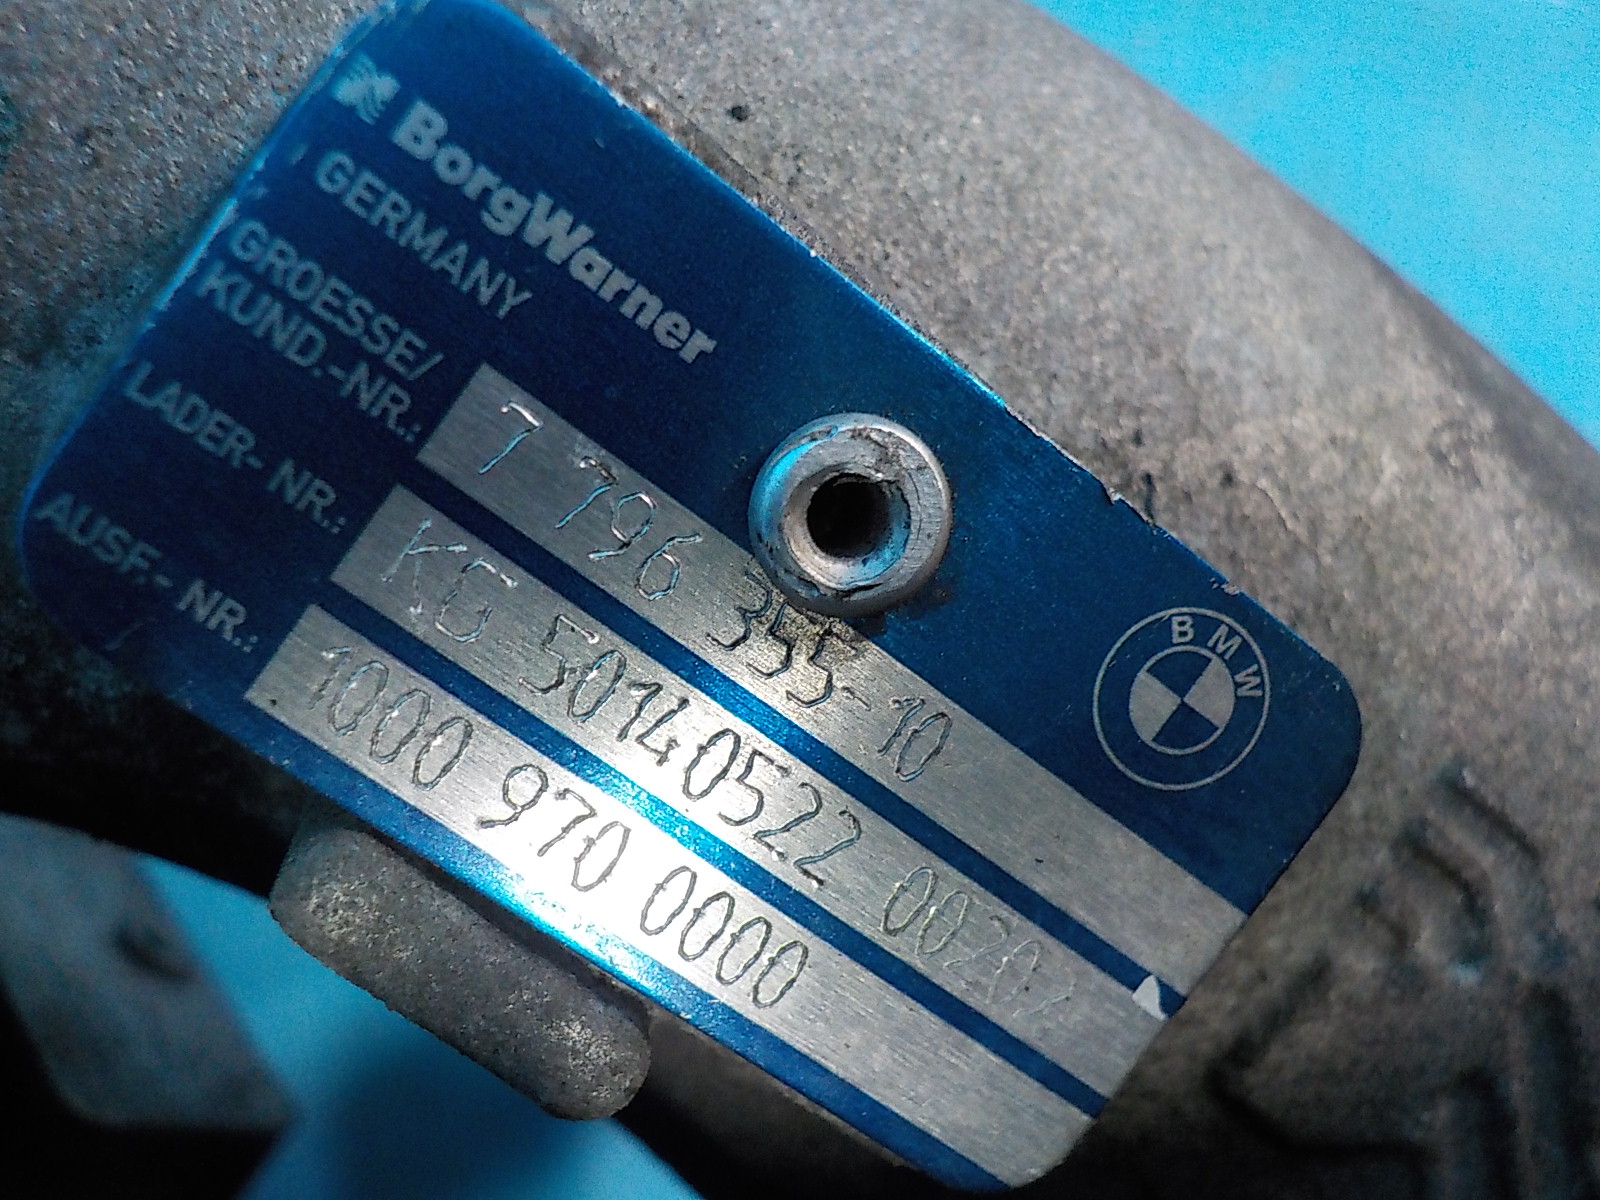 BorgWarner
GERMANY
GROESSE/
KUND.-NR.: 7 796 355-10
LADER- NR.: KG 50140522 0020
AUSF.- NR.: 1000 970 0000
BMW